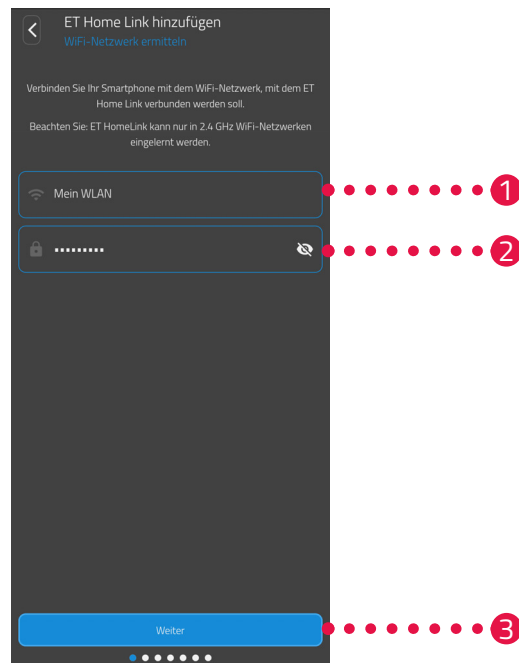 ET Home Link hinzufügen
WiFi-Netzwerk ermitteln
Verbinden Sie Ihr Smartphone mit dem WiFi-Netzwerk, mit dem ET
Home Link verbunden werden soll.
Beachten Sie: ET HomeLink kann nur in 2.4 GHz WiFi-Netzwerken
eingelernt werden.
Mein WLAN
1
•••••••••
2
Weiter
3